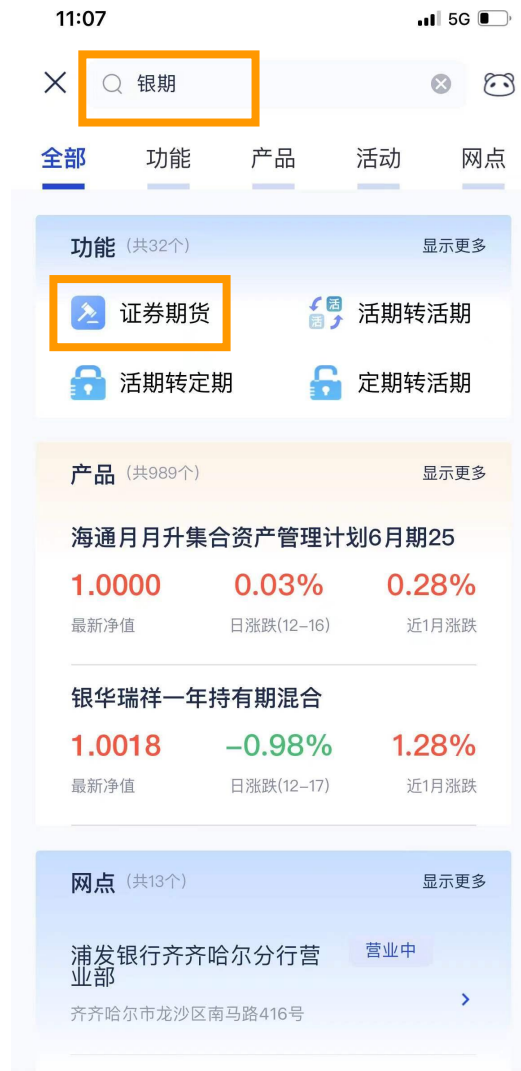 11:07 5G
银期
全部 功能 产品 活动 网点
功能 (共32个) 显示更多
证券期货 活 活 活期转活期
活期转定期 定期转活期
产品 (共989个) 显示更多
海通月月升集合资产管理计划6月期25
1.0000 0.03% 0.28%
最新净值 日涨跌(12-16) 近1月涨跌
银华瑞祥一年持有期混合
1.0018 -0.98% 1.28%
最新净值 日涨跌(12-17) 近1月涨跌
网点 (共13个) 显示更多
浦发银行齐齐哈尔分行营 营业中
业部
齐齐哈尔市龙沙区南马路416号